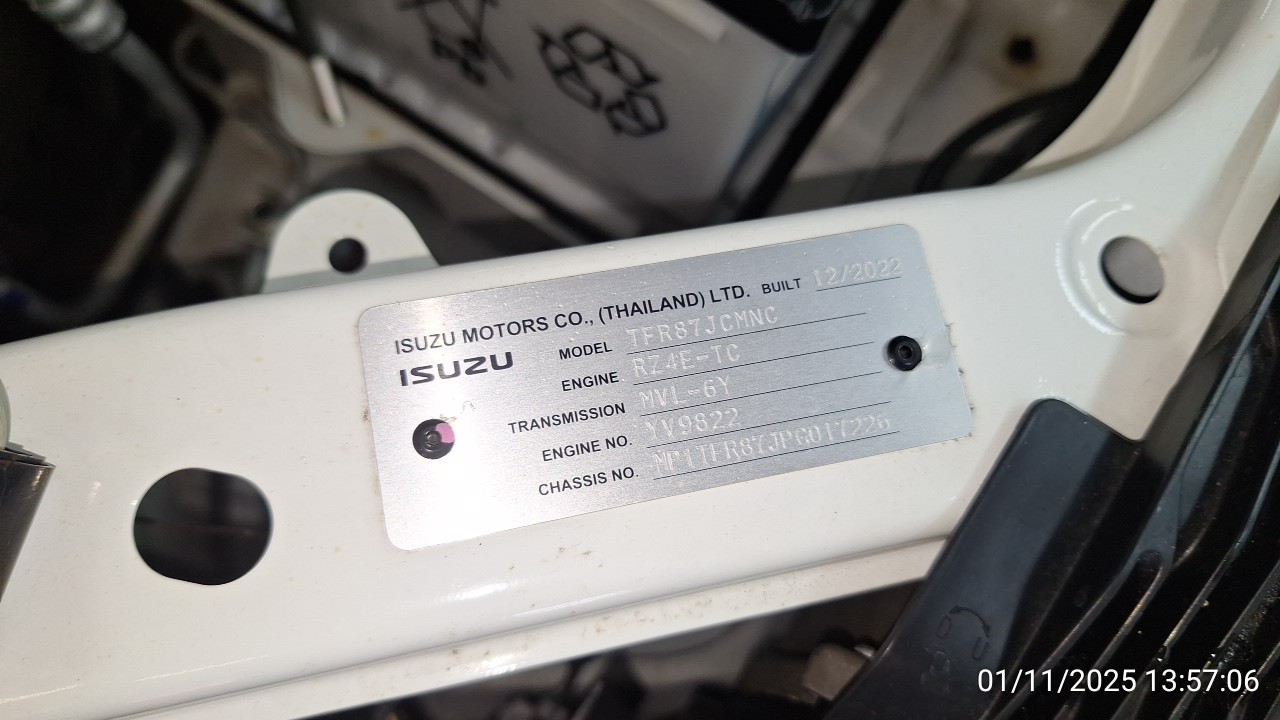 ISUZU MOTORS CO., (THAILAND) LTD. BUILT 12/2022
ISUZU
MODEL TFR87JCMNC
ENGINE RZ4E-TC
TRANSMISSION MVL-6Y
ENGINE NO. YV9822
CHASSIS NO. MP1TFR87JPG017226
01/11/2025 13:57:06